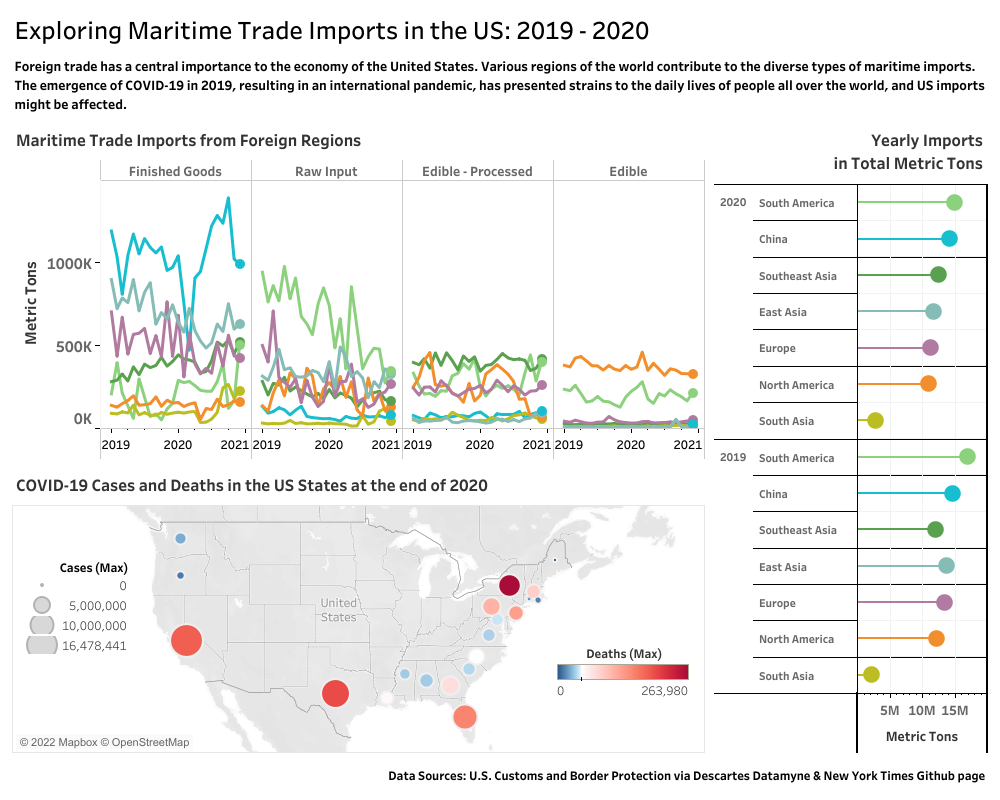 Exploring Maritime Trade Imports in the US: 2019 - 2020
Foreign trade has a central importance to the economy of the United States. Various regions of the world contribute to the diverse types of maritime imports.
The emergence of COVID-19 in 2019, resulting in an international pandemic, has presented strains to the daily lives of people all over the world, and US imports
might be affected.
Maritime Trade Imports from Foreign Regions
Finished Goods
Raw Input
Edible - Processed
Edible
Metric Tons
1000K
500K
0K
2019
2020
2021
2019
2020
2021
2019
2020
2021
2019
2020
2021
Yearly Imports
in Total Metric Tons
2020
South America
China
Southeast Asia
East Asia
Europe
North America
South Asia
2019
South America
China
Southeast Asia
East Asia
Europe
North America
South Asia
5M
10M
15M
Metric Tons
COVID-19 Cases and Deaths in the US States at the end of 2020
Cases (Max)
0
5,000,000
10,000,000
16,478,441
United
States
Deaths (Max)
0
263,980
© 2022 Mapbox © OpenStreetMap
Data Sources: U.S. Customs and Border Protection via Descartes Datamyne & New York Times Github page